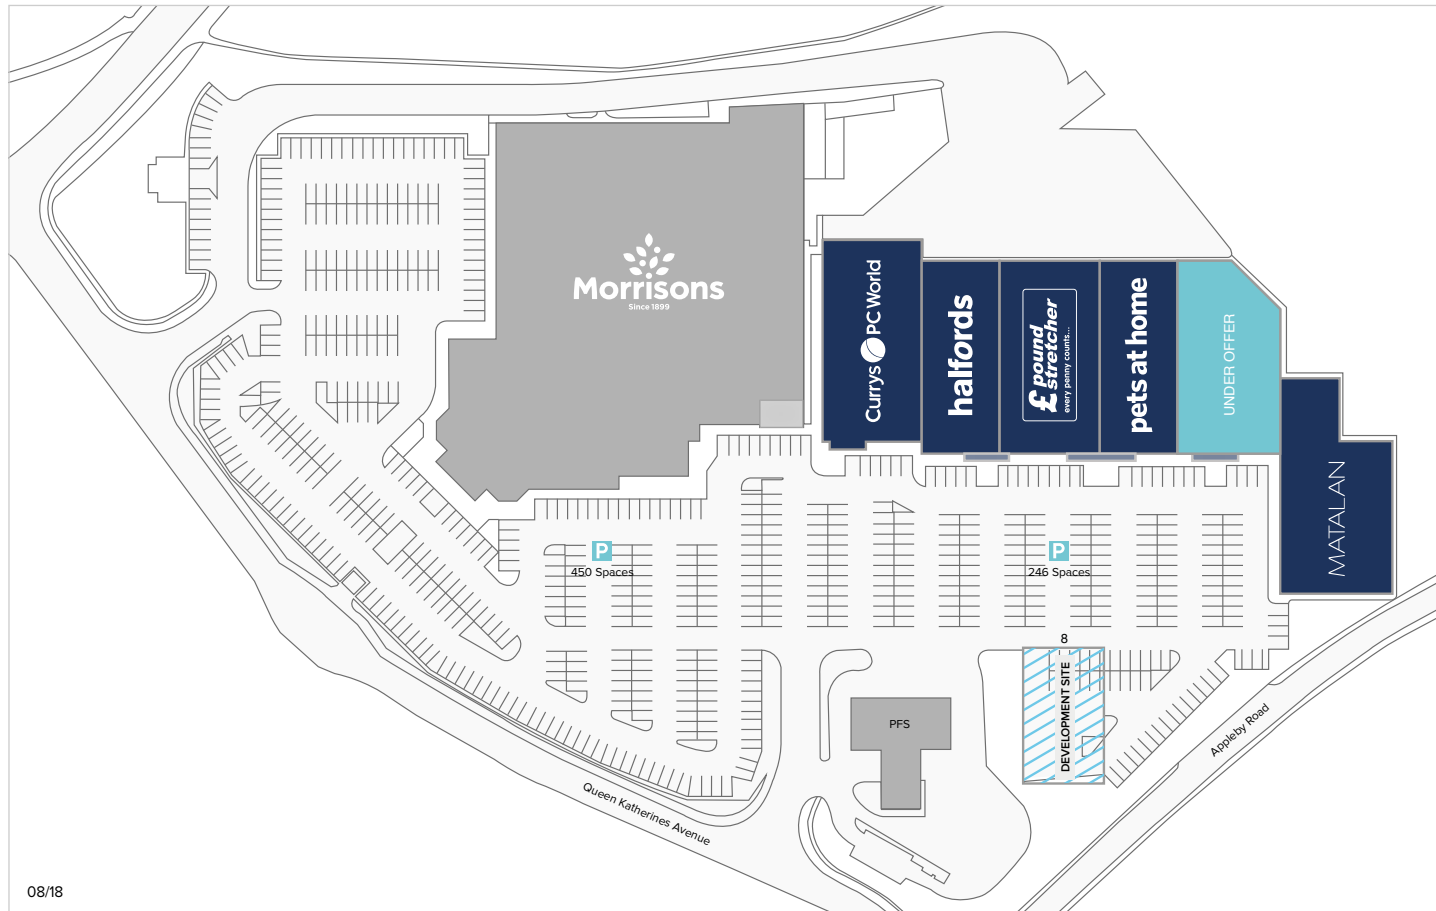 Morrisons
Since 1899
Currys PC World
halfords
£ pound
stretcher
every penny counts...
pets at home
UNDER OFFER
MATALAN
P
450 Spaces
P
246 Spaces
8
DEVELOPMENT SITE
PFS
Appleby Road
Queen Katherines Avenue
08/18